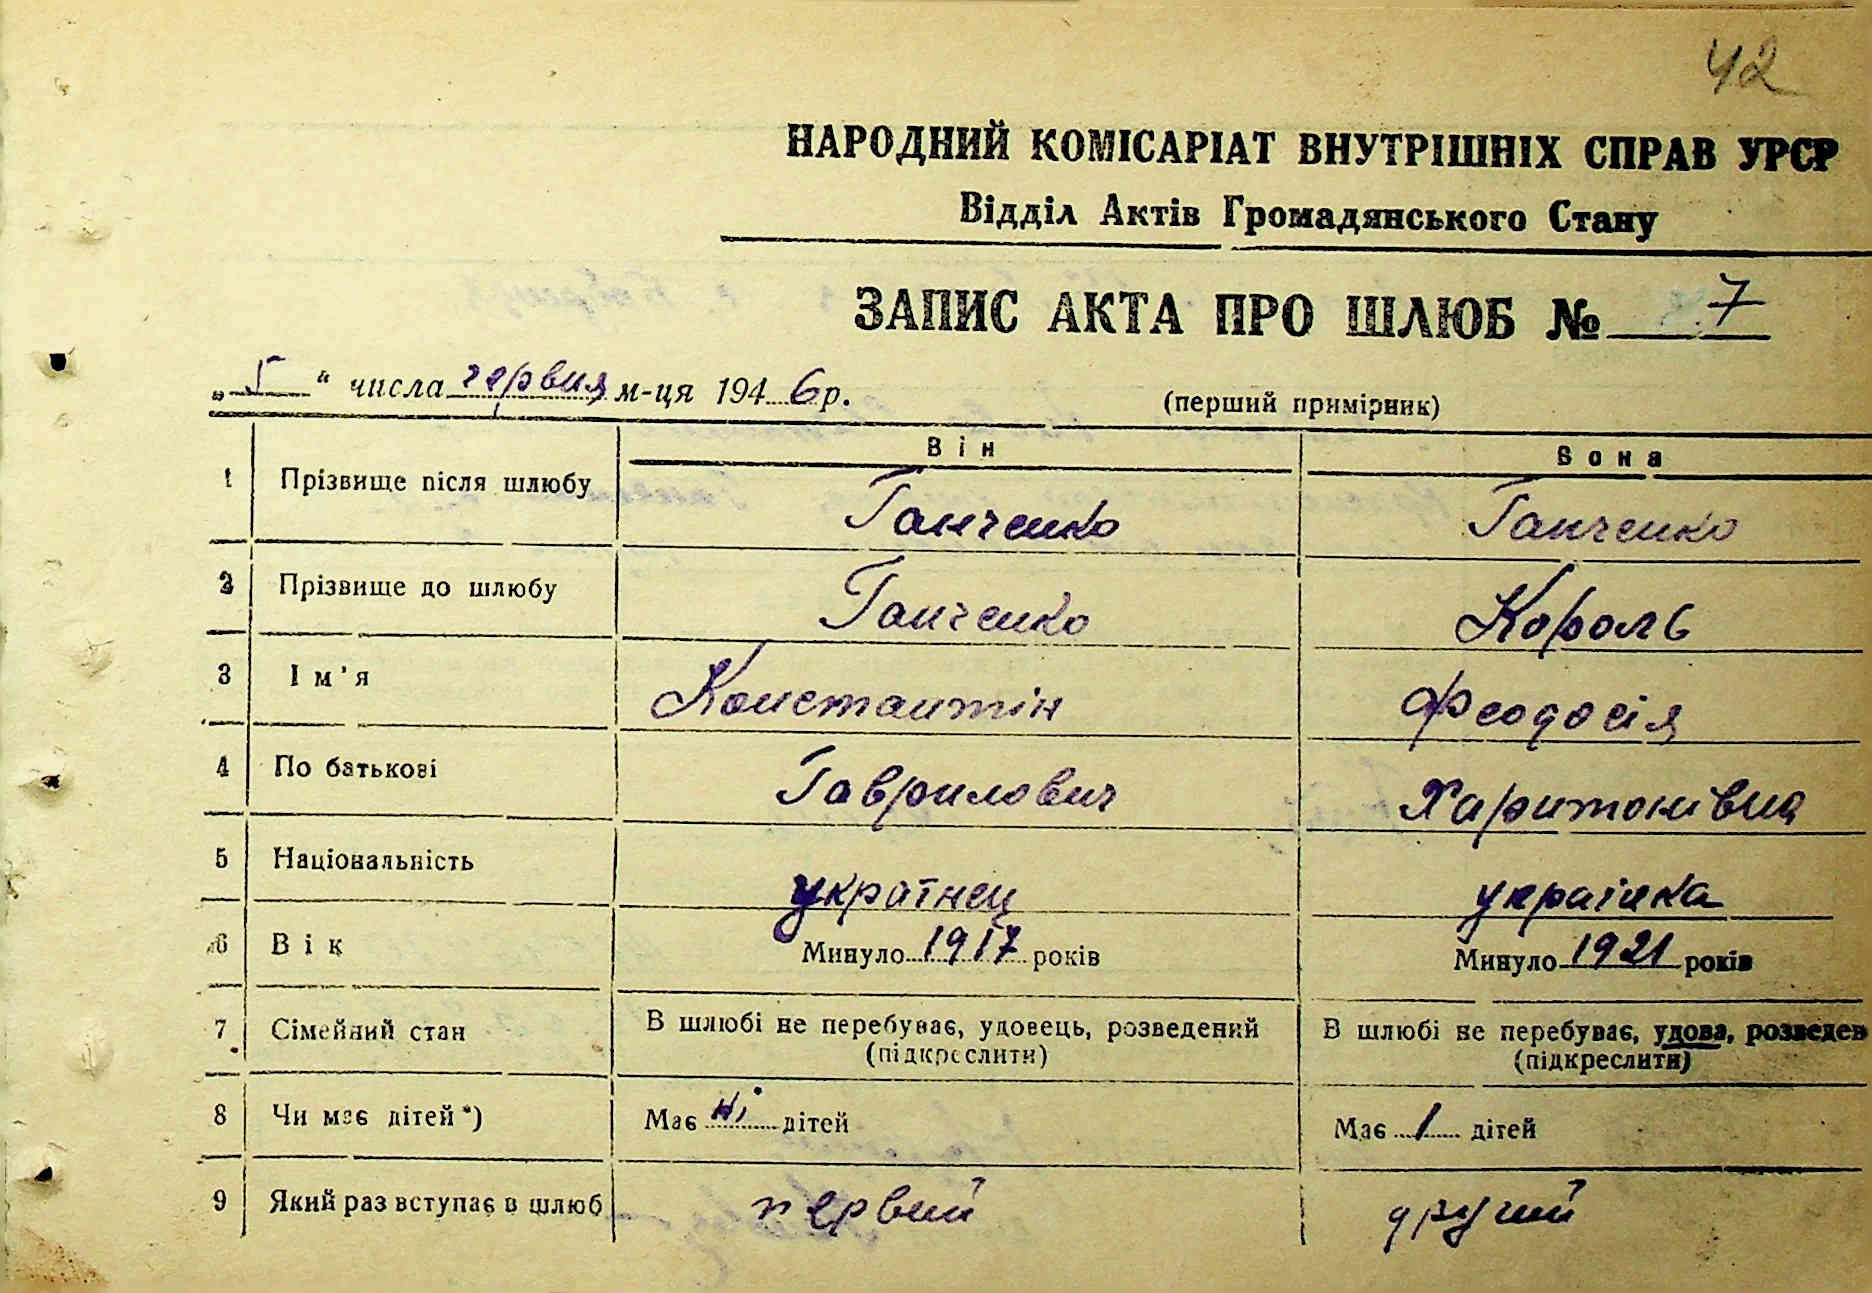 42
НАРОДНИЙ КОМІСАРІАТ ВНУТРІШНІХ СПРАВ УРСР
Відділ Актів Громадянського Стану
ЗАПИС АКТА ПРО ШЛЮБ № 7
„5" числа червня м-ця 1946 р.
(перший примірник)
Він Вона
1 Прізвище після шлюбу Ганченко Ганченко
2 Прізвище до шлюбу Ганченко Король
3 Ім'я Константін Феодосія
4 По батькові Гаврилович Харитонівна
5 Національність українец українка
6 Вік Минуло 1917 років Минуло 1921 років
7 Сімейний стан В шлюбі не перебуває, удовець, розведений В шлюбі не перебуває, удова, розведен
(підкреслити) (підкреслити)
8 Чи має дітей*) Має ні дітей Має 1 дітей
9 Який раз вступає в шлюб первий другий